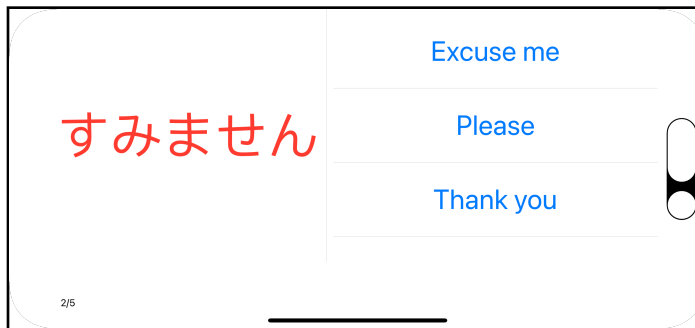 すみません
Excuse me
Please
Thank you
2/5